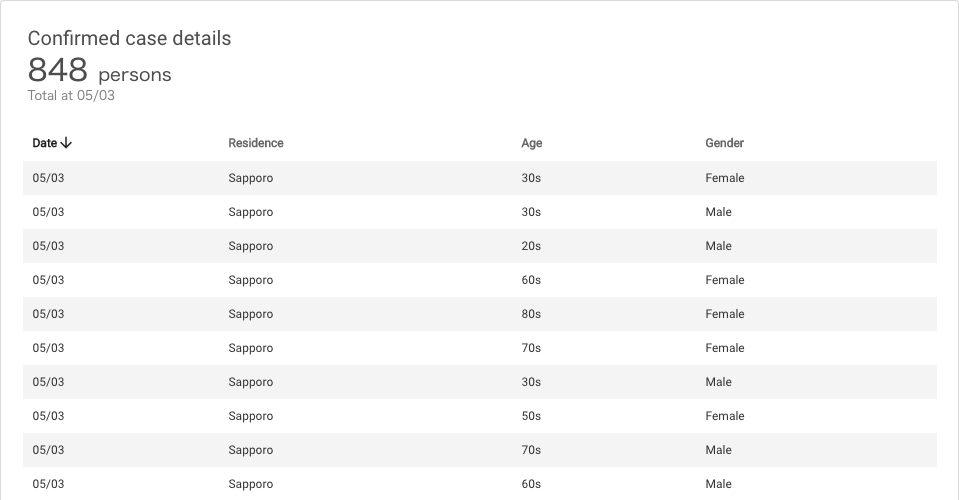 Confirmed case details
848 persons
Total at 05/03
Date ↓ Residence Age Gender
05/03 Sapporo 30s Female
05/03 Sapporo 30s Male
05/03 Sapporo 20s Male
05/03 Sapporo 60s Female
05/03 Sapporo 80s Female
05/03 Sapporo 70s Female
05/03 Sapporo 30s Male
05/03 Sapporo 50s Female
05/03 Sapporo 70s Male
05/03 Sapporo 60s Male